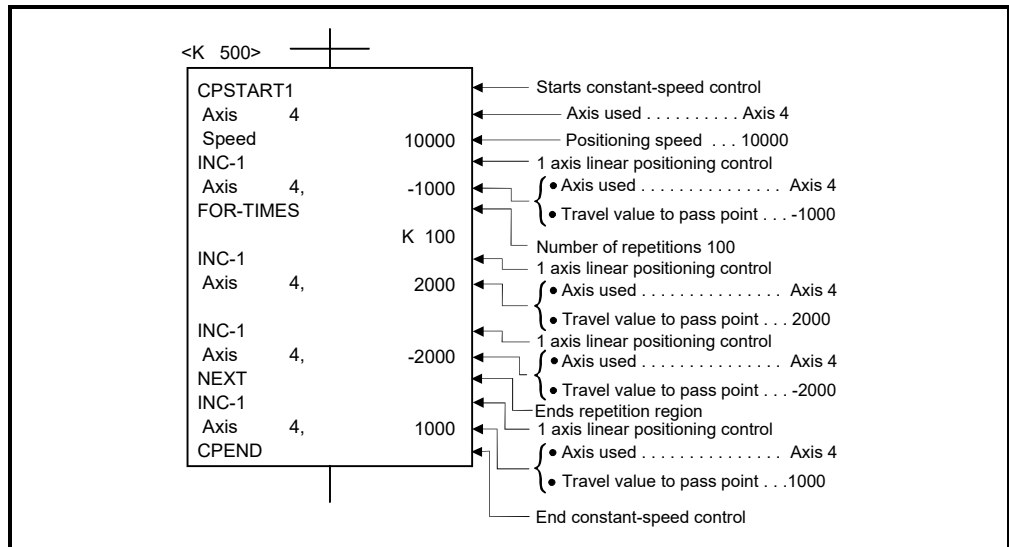 <K 500>
CPSTART1 Starts constant-speed control
Axis 4 Axis used . . . . . . . . . . Axis 4
Speed 10000 Positioning speed . . . 10000
INC-1 1 axis linear positioning control
Axis 4, -1000 • Axis used . . . . . . . . . . . . . . . Axis 4
• Travel value to pass point . . . -1000
FOR-TIMES
K 100 Number of repetitions 100
INC-1 1 axis linear positioning control
Axis 4, 2000 • Axis used . . . . . . . . . . . . . . . Axis 4
• Travel value to pass point . . . 2000
INC-1 1 axis linear positioning control
Axis 4, -2000 • Axis used . . . . . . . . . . . . . . . Axis 4
• Travel value to pass point . . . -2000
NEXT Ends repetition region
INC-1 1 axis linear positioning control
Axis 4, 1000 • Axis used . . . . . . . . . . . . . . . Axis 4
• Travel value to pass point . . .1000
CPEND End constant-speed control